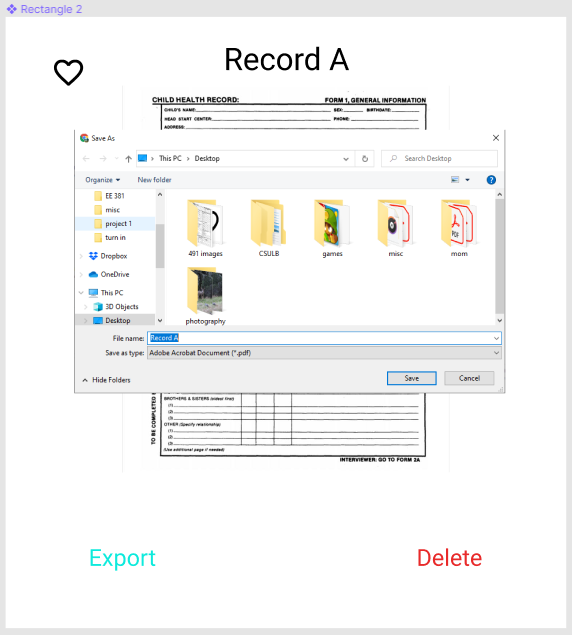 Rectangle 2
Record A
CHILD HEALTH RECORD: FORM 1, GENERAL INFORMATION
CHILD'S NAME: SEX: BIRTHDATE:
HEAD START CENTER: PHONE:
ADDRESS:
Save As
This PC > Desktop
Search Desktop
Organize New folder
EE 381
misc
project 1
turn in
Dropbox
OneDrive
This PC
3D Objects
Desktop
491 images CSULB games misc mom
PDF
photography
File name: Record A
Save as type: Adobe Acrobat Document (*.pdf)
Hide Folders Save Cancel
TO BE COMPLETED
BROTHERS & SISTERS (oldest first)
(1)
(2)
(3)
OTHER (Specify relationship)
(1)
(2)
(3)
(Use additional page if needed)
INTERVIEWER: GO TO FORM 2A
Export Delete